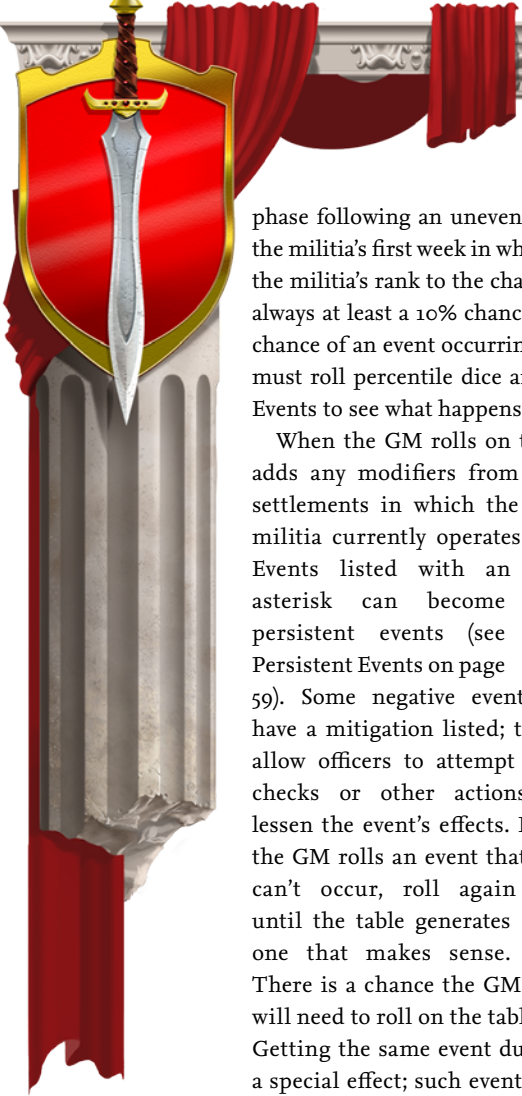 phase following an uneven
the militia's first week in wh
the militia's rank to the cha
always at least a 10% chanc
chance of an event occurrin
must roll percentile dice a
Events to see what happens
When the GM rolls on t
adds any modifiers from
settlements in which the
militia currently operates
Events listed with an
asterisk can become
persistent events (see
Persistent Events on page
59). Some negative event
have a mitigation listed; t
allow officers to attempt
checks or other actions
lessen the event's effects. I
the GM rolls an event that
can't occur, roll again
until the table generates
one that makes sense.
There is a chance the GM
will need to roll on the tabl
Getting the same event du
a special effect; such event